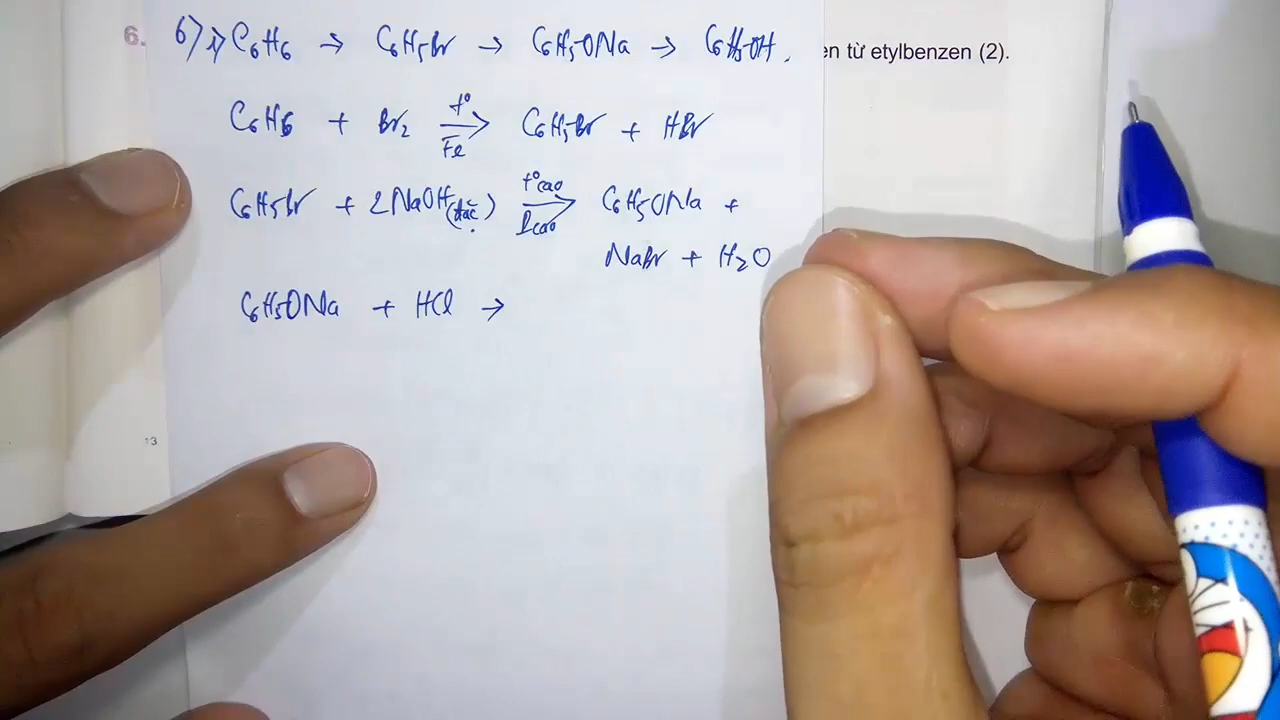 6. 6) 1) C6H6 → C6H5Br → C6H5ONa → C6H5OH.
en từ etylbenzen (2).
C6H6 + Br2 t° Fe → C6H5Br + HBr
C6H5Br + 2NaOH (đặc) t°cao Pcao → C6H5ONa +
NaBr + H2O
C6H5ONa + HCl →
13